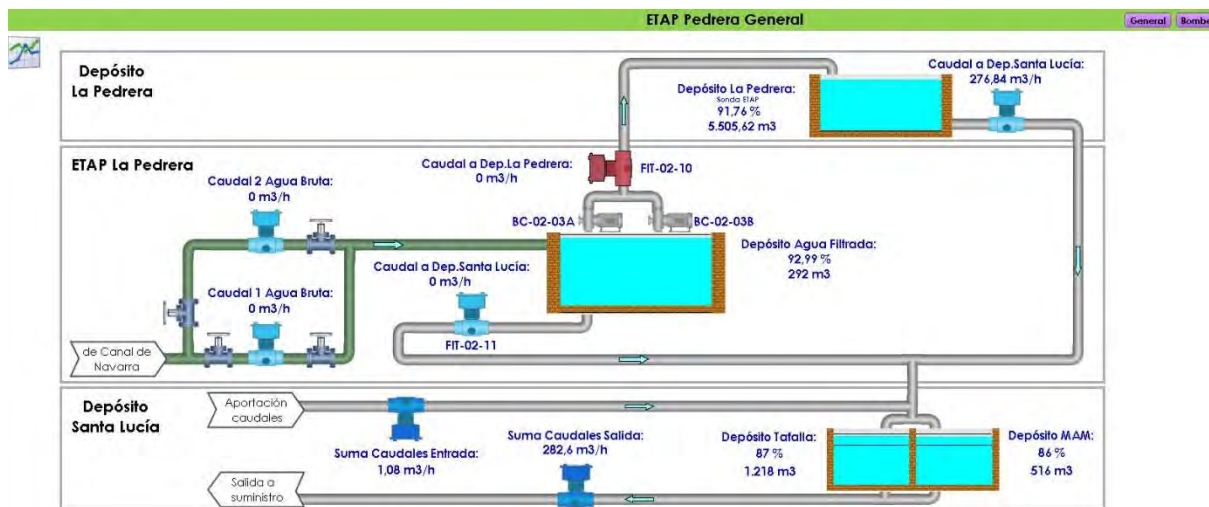 ETAP Pedrera General
General
Bombe
Depósito
La Pedrera
Depósito La Pedrera:
Sonda ETAP
91,76 %
5.505,62 m3
Caudal a Dep.Santa Lucía:
276,84 m3/h
ETAP La Pedrera
Caudal a Dep.La Pedrera:
0 m3/h
FIT-02-10
Caudal 2 Agua Bruta:
0 m3/h
BC-02-03A
BC-02-03B
Depósito Agua Filtrada:
92,99 %
292 m3
Caudal a Dep.Santa Lucía:
0 m3/h
Caudal 1 Agua Bruta:
0 m3/h
FIT-02-11
de Canal de
Navarra
Depósito
Santa Lucía
Aportación
caudales
Suma Caudales Entrada:
1,08 m3/h
Suma Caudales Salida:
282,6 m3/h
Depósito Tafalla:
87 %
1.218 m3
Depósito MAM:
86 %
516 m3
Salida a
suministro